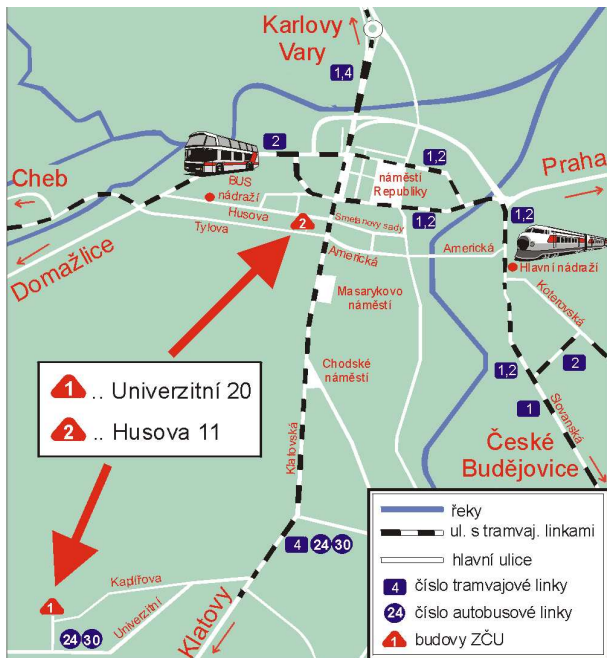 Karlovy
Vary
1,4
2
Cheb
BUS
nádraží
náměstí
Republiky
1,2
Praha
Husova
2
Smetanovy sady
1,2
1,2
Tylova
Americká
Americká
Hlavní nádraží
Domažlice
Masarykovo
náměstí
Koterovská
Chodské
náměstí
1 .. Univerzitní 20
2 .. Husova 11
1,2
2
1
Slovanská
Klatovská
České
Budějovice
4 24 30
Kaplířova
1
Univerzitní
24 30
Klatovy
řeky
ul. s tramvaj. linkami
hlavní ulice
4 číslo tramvajové linky
24 číslo autobusové linky
1 budovy ZČU